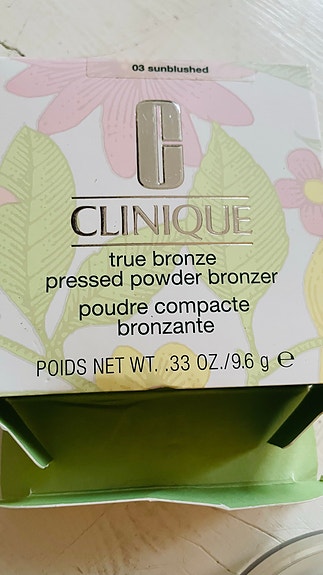 03 sunblushed
C
CLINIQUE
true bronze
pressed powder bronzer
poudre compacte
bronzante
POIDS NET WT. .33 OZ./9.6 g ℮